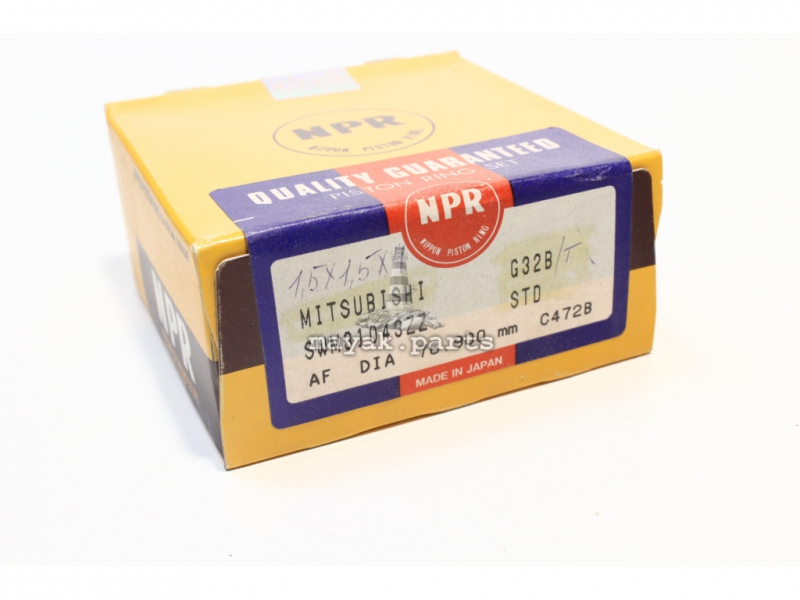 NPR
NIPPON PISTON RING
QUALITY GUARANTEED
PISTON RING SET
NPR
NIPPON PISTON RING
1,5X1,5X
G32B/T
MITSUBISHI
STD
SWM31043ZZ
mayak.parts
AF DIA mm
C472B
MADE IN JAPAN
NPR